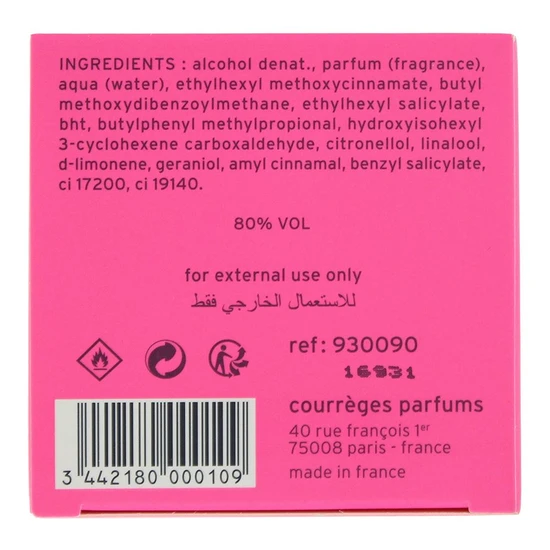 INGREDIENTS : alcohol denat., parfum (fragrance),
aqua (water), ethylhexyl methoxycinnamate, butyl
methoxydibenzoylmethane, ethylhexyl salicylate,
bht, butylphenyl methylpropional, hydroxyisohexyl
3-cyclohexene carboxaldehyde, citronellol, linalool,
d-limonene, geraniol, amyl cinnamal, benzyl salicylate,
ci 17200, ci 19140.
80% VOL
for external use only
للاستعمال الخارجي فقط
ref: 930090
16931
courrèges parfums
40 rue françois 1er
75008 paris - france
made in france
3 442180 000109